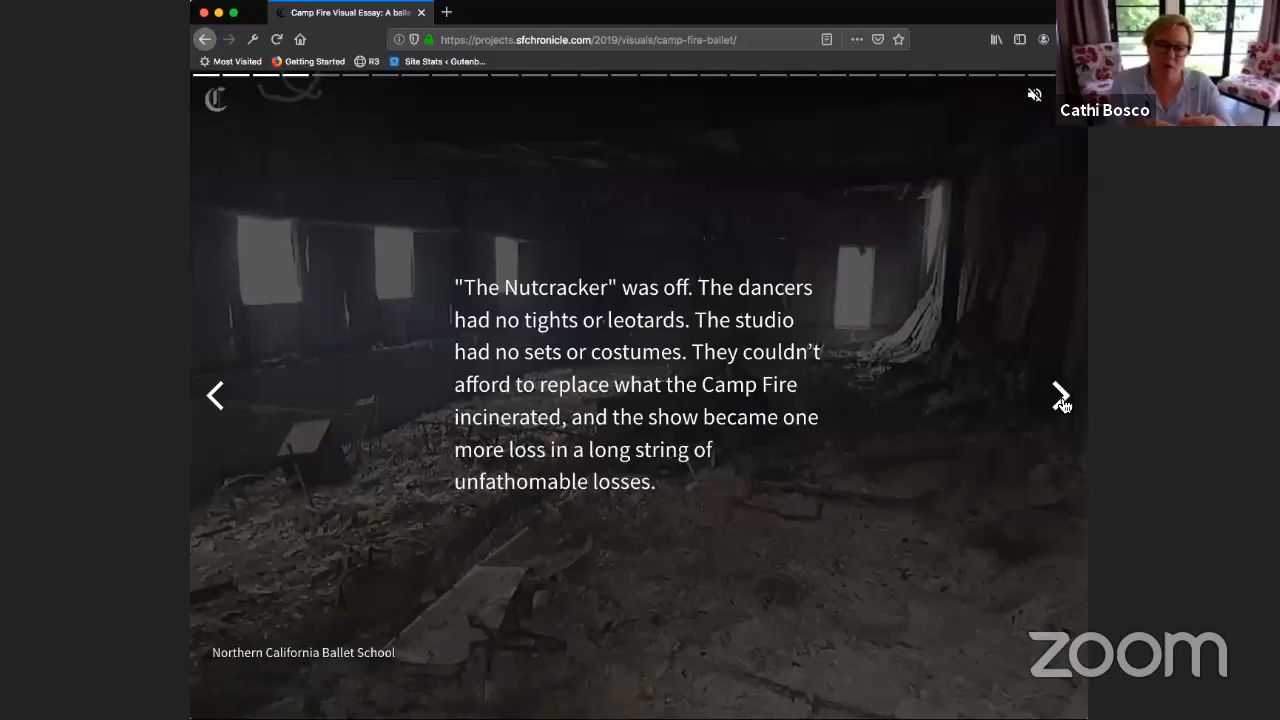 Camp Fire Visual Essay: A balle
https://projects.sfchronicle.com/2019/visuals/camp-fire-ballet/
Most Visited Getting Started R3 Site Stats ‹ Gutenb...
C
Cathi Bosco
"The Nutcracker" was off. The dancers
had no tights or leotards. The studio
had no sets or costumes. They couldn’t
afford to replace what the Camp Fire
incinerated, and the show became one
more loss in a long string of
unfathomable losses.
Northern California Ballet School
zoom